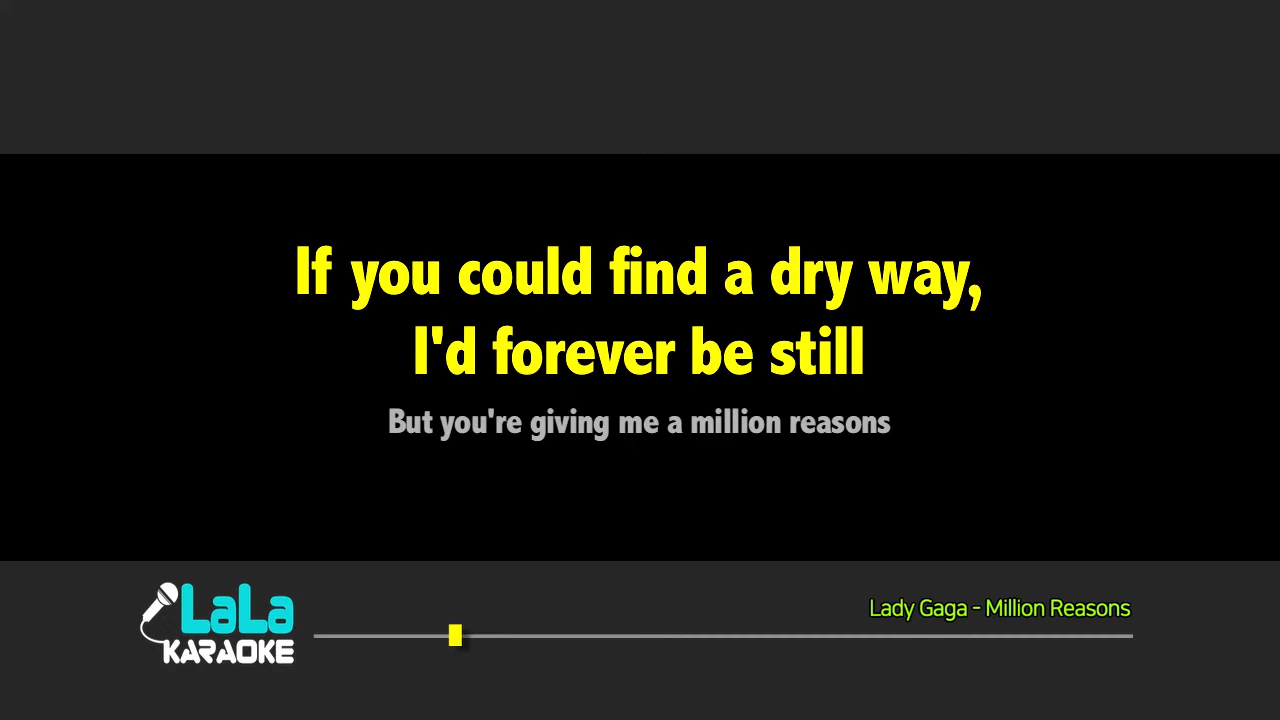 If you could find a dry way,
I'd forever be still
But you're giving me a million reasons
Lady Gaga - Million Reasons
LaLa
KARAOKE